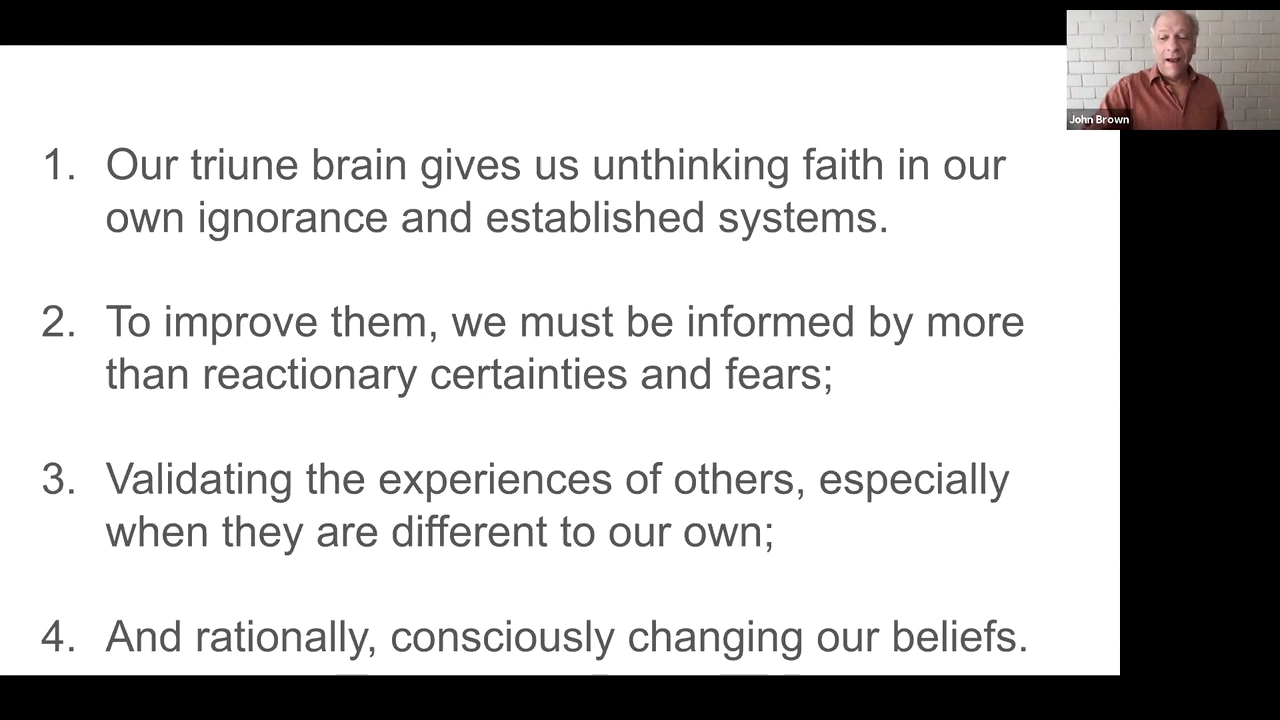 John Brown
1. Our triune brain gives us unthinking faith in our
own ignorance and established systems.
2. To improve them, we must be informed by more
than reactionary certainties and fears;
3. Validating the experiences of others, especially
when they are different to our own;
4. And rationally, consciously changing our beliefs.